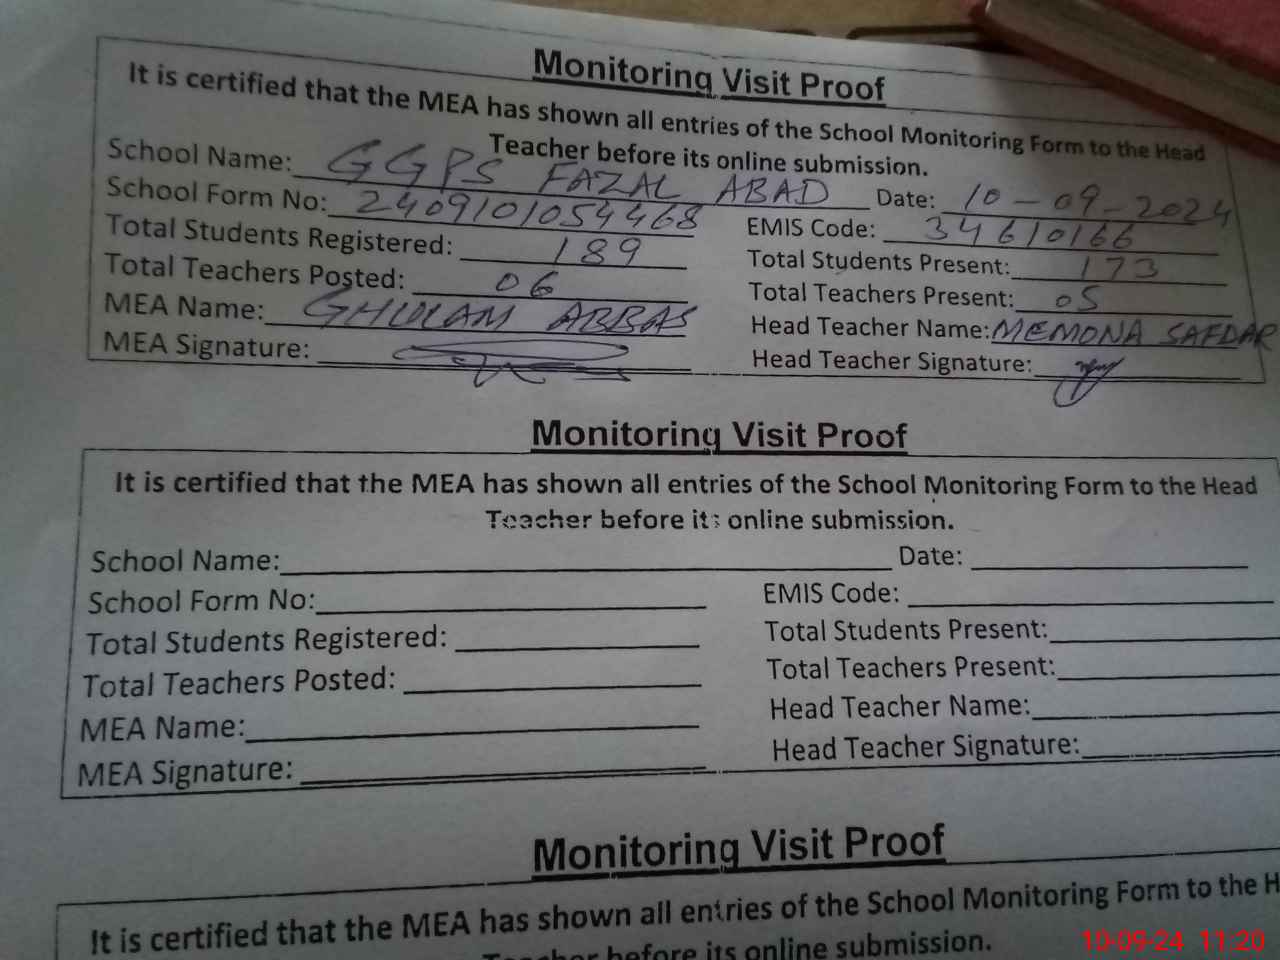 Monitoring Visit Proof
It is certified that the MEA has shown all entries of the School Monitoring Form to the Head
Teacher before its online submission.
School Name: GGPS FAZAL ABAD Date: 10-09-2024
School Form No: 2409101054468 EMIS Code: 34610166
Total Students Registered: 189 Total Students Present: 173
Total Teachers Posted: 06 Total Teachers Present: 05
MEA Name: GHULAM ABBAS Head Teacher Name: MEMONA SAFDAR
MEA Signature: Head Teacher Signature:
Monitoring Visit Proof
It is certified that the MEA has shown all entries of the School Monitoring Form to the Head
Teacher before its online submission.
School Name: Date:
School Form No: EMIS Code:
Total Students Registered: Total Students Present:
Total Teachers Posted: Total Teachers Present:
MEA Name: Head Teacher Name:
MEA Signature: Head Teacher Signature:
Monitoring Visit Proof
It is certified that the MEA has shown all entries of the School Monitoring Form to the H
Teacher before its online submission.
10-09-24 11:20